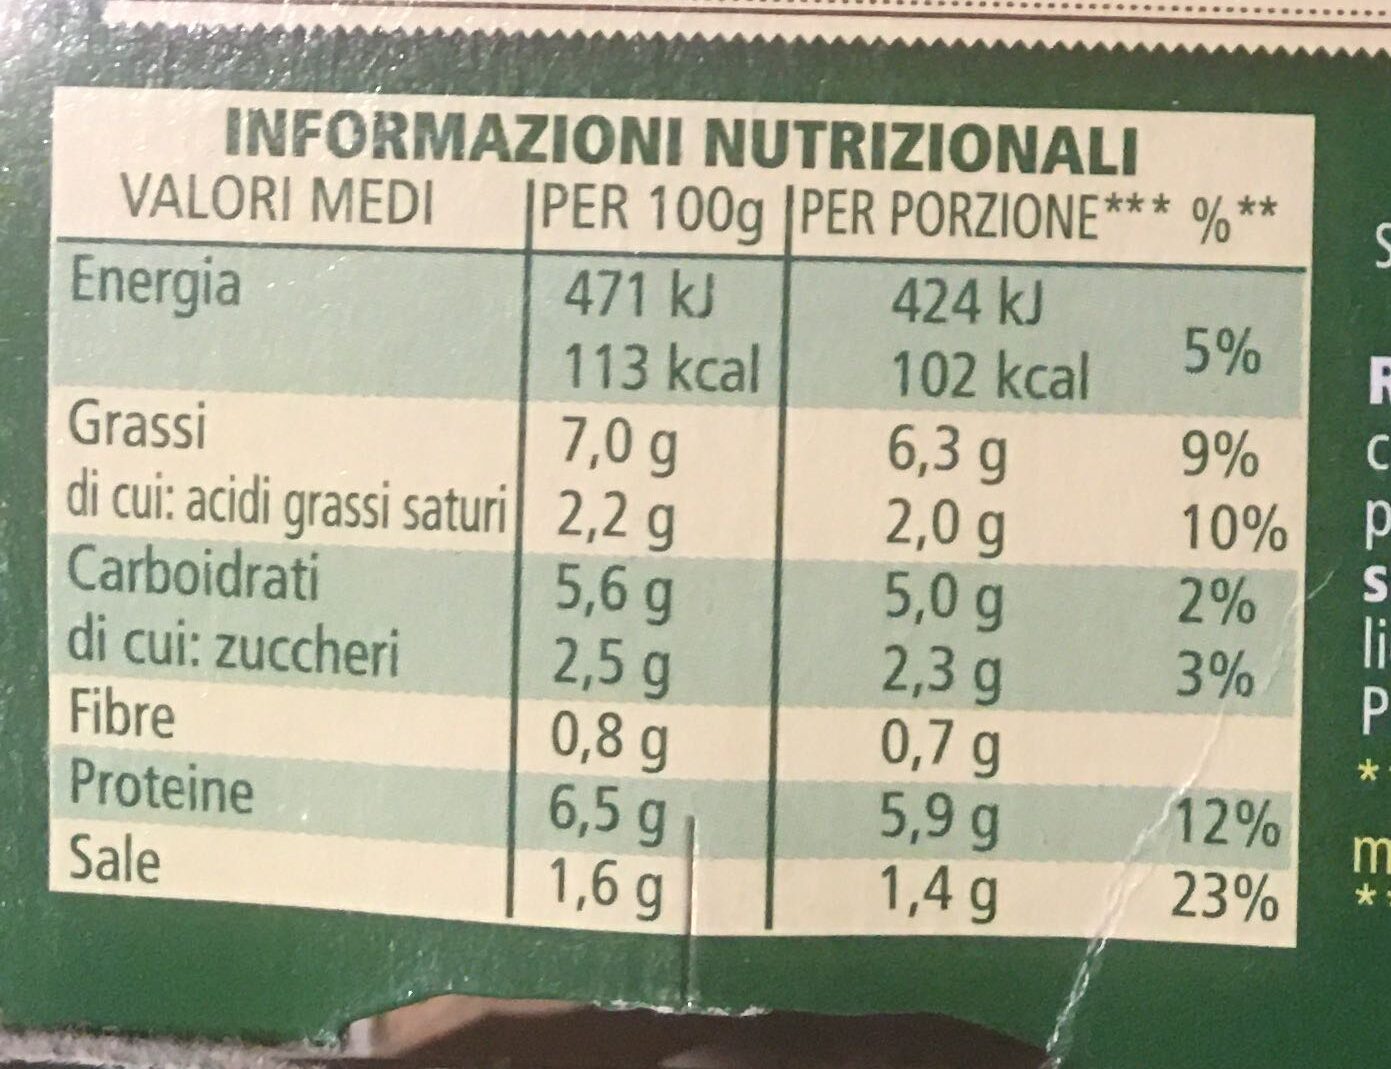 INFORMAZIONI NUTRIZIONALI
VALORI MEDI PER 100g PER PORZIONE*** %**
Energia 471 kJ 424 kJ
113 kcal 102 kcal 5%
Grassi 7,0 g 6,3 g 9%
di cui: acidi grassi saturi 2,2 g 2,0 g 10%
Carboidrati 5,6 g 5,0 g 2%
di cui: zuccheri 2,5 g 2,3 g 3%
Fibre 0,8 g 0,7 g
Proteine 6,5 g 5,9 g 12%
Sale 1,6 g 1,4 g 23%